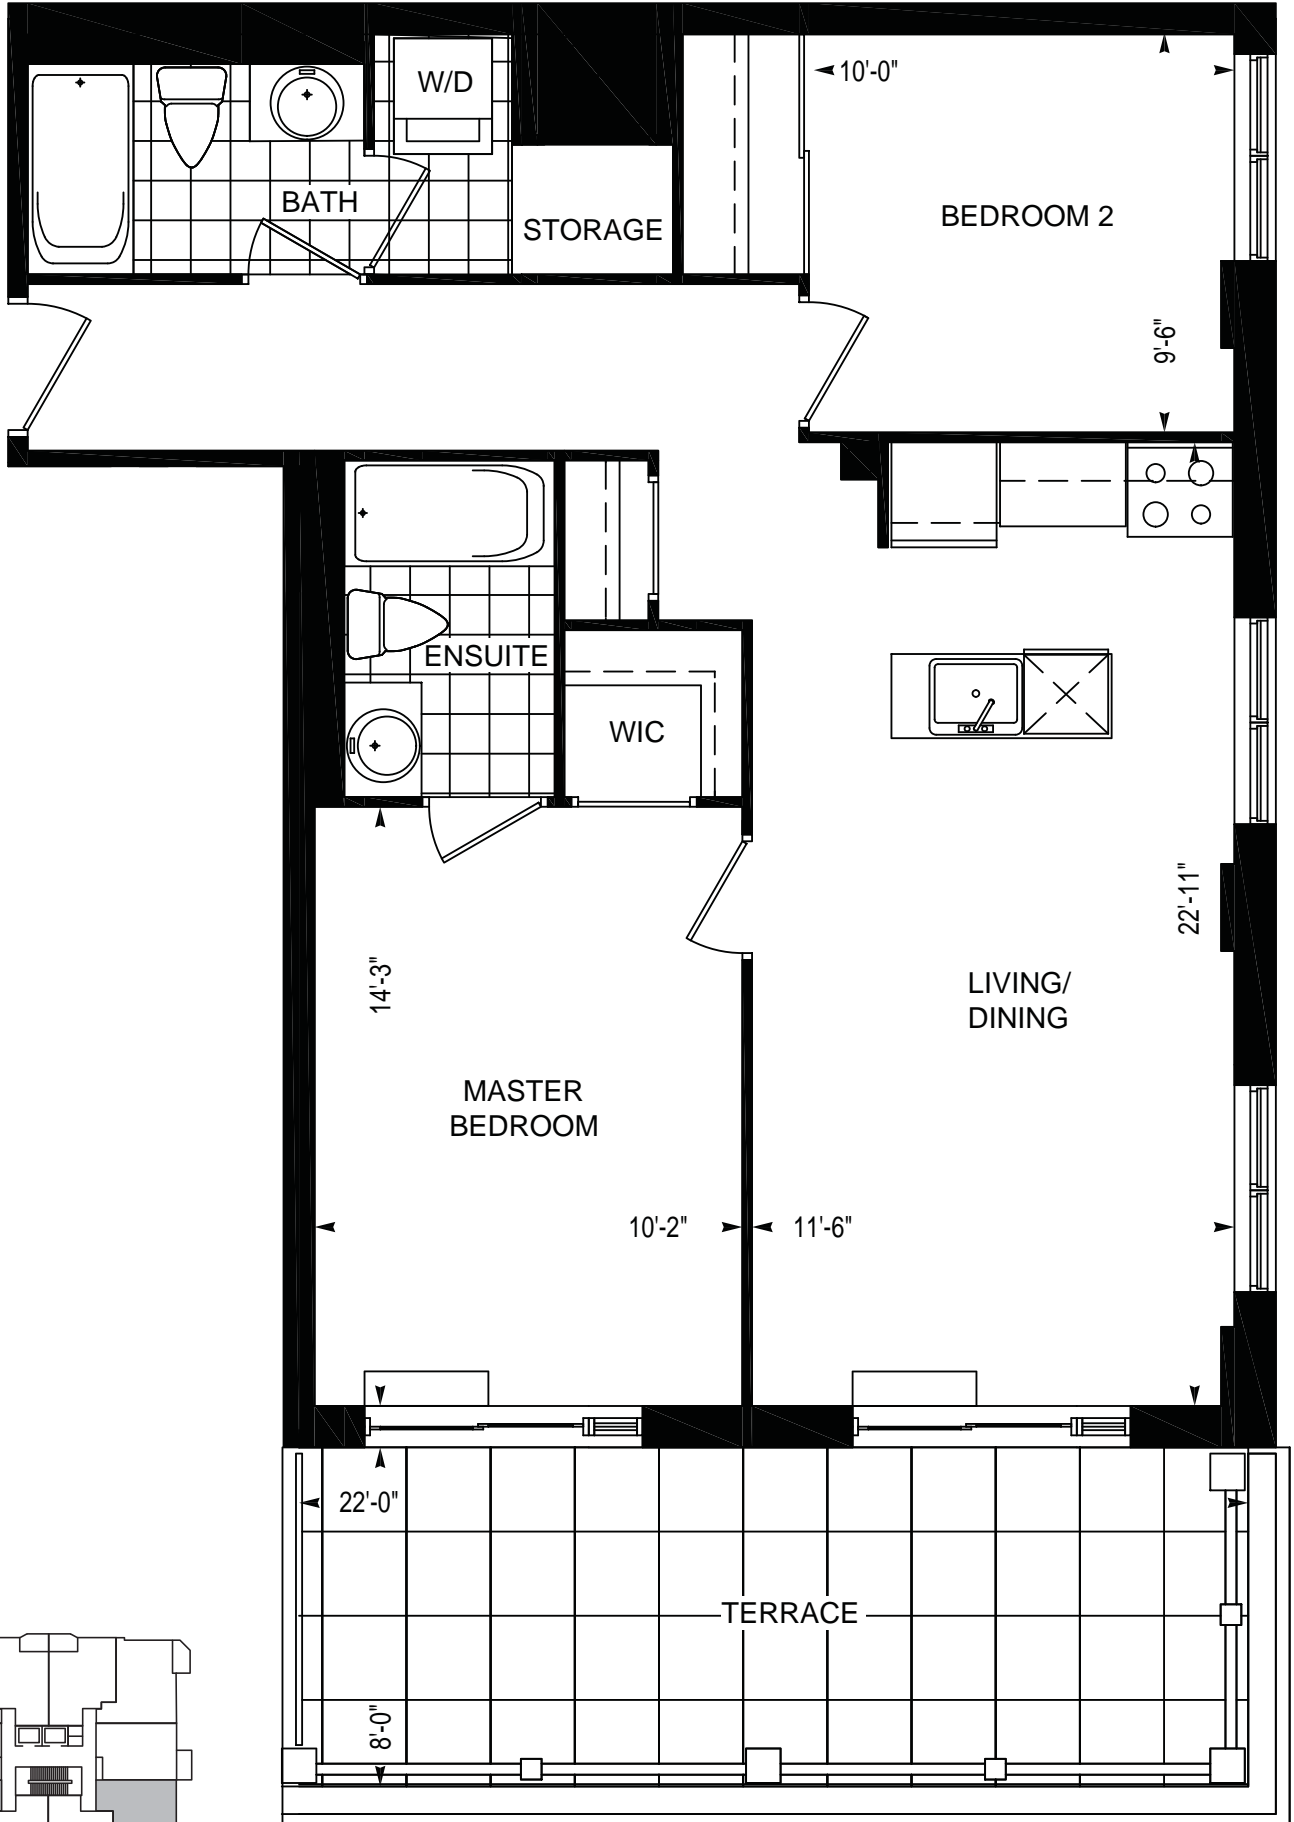 W/D
10'-0"
BATH
STORAGE
BEDROOM 2
9'-6"
ENSUITE
WIC
22'-11"
14'-3"
LIVING/
DINING
MASTER
BEDROOM
10'-2"
11'-6"
22'-0"
TERRACE
8'-0"